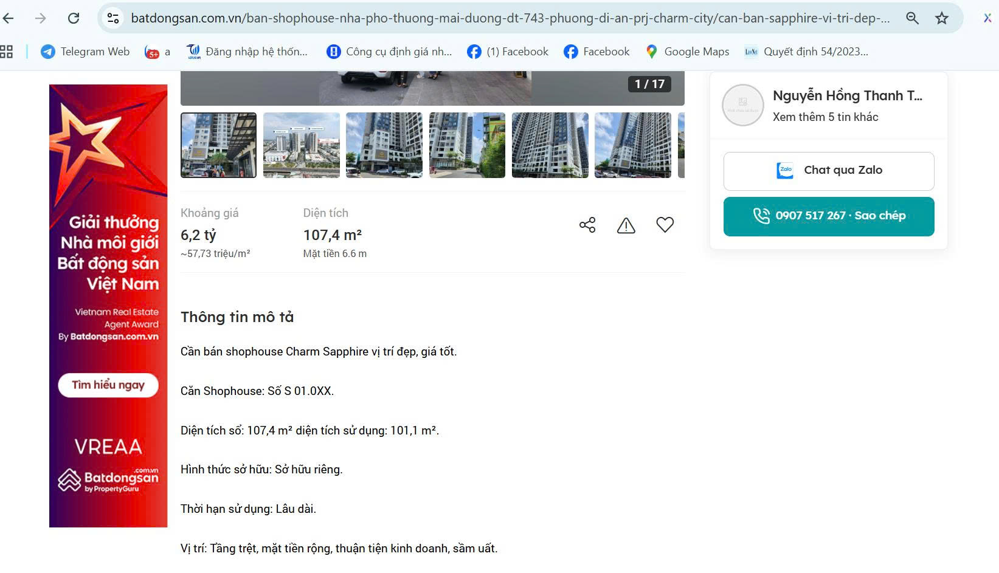 batdongsan.com.vn/ban-shophouse-nha-pho-thuong-mai-duong-dt-743-phuong-di-an-prj-charm-city/can-ban-sapphire-vi-tri-dep-...
Telegram Web
5+ a
Đăng nhập hệ thốn...
Công cụ định giá nh...
(1) Facebook
Facebook
Google Maps
Quyết định 54/2023...
1 / 17
Giải thưởng
Nhà môi giới
Bất động sản
Việt Nam
Vietnam Real Estate
Agent Award
By Batdongsan.com.vn
Tìm hiểu ngay
VREAA
Batdongsan
.com.vn
by PropertyGuru
Khoảng giá
6,2 tỷ
~57,73 triệu/m²
Diện tích
107,4 m²
Mặt tiền 6.6 m
Thông tin mô tả
Cần bán shophouse Charm Sapphire vị trí đẹp, giá tốt.
Căn Shophouse: Số S 01.0XX.
Diện tích sổ: 107,4 m² diện tích sử dụng: 101,1 m².
Hình thức sở hữu: Sở hữu riêng.
Thời hạn sử dụng: Lâu dài.
Vị trí: Tầng trệt, mặt tiền rộng, thuận tiện kinh doanh, sầm uất.
Nguyễn Hồng Thanh T...
Xem thêm 5 tin khác
Zalo
Chat qua Zalo
0907 517 267 · Sao chép